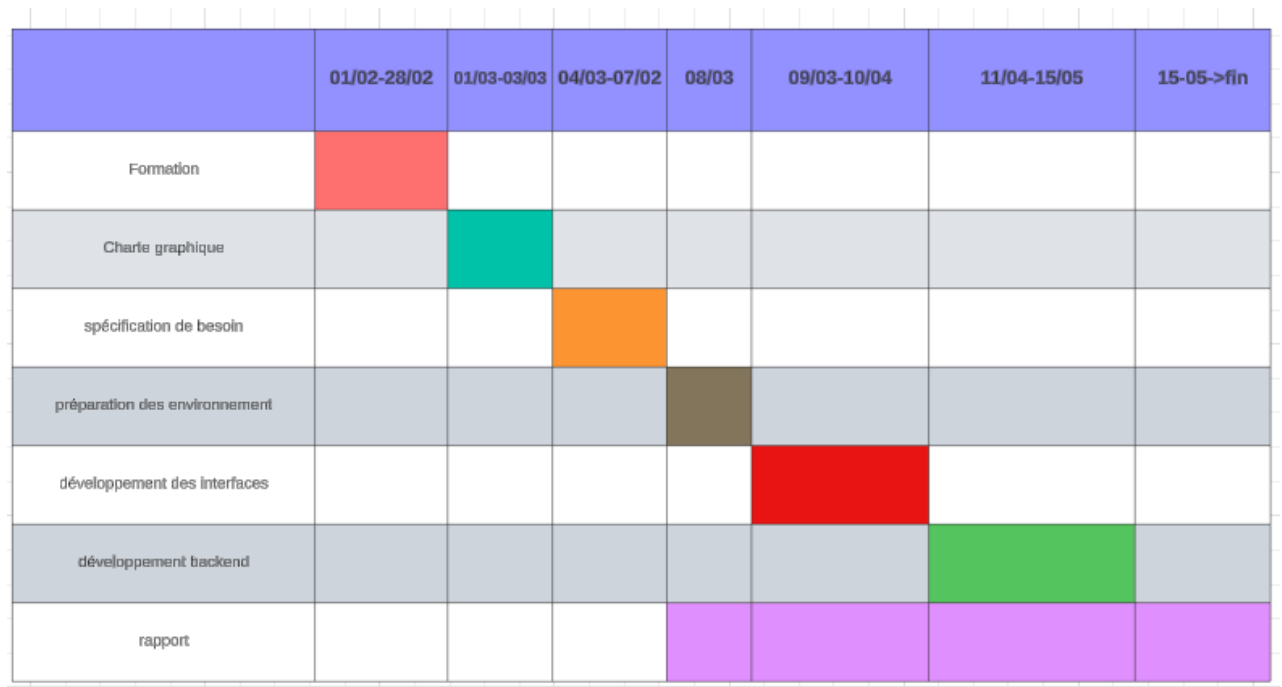 01/02-28/02 01/03-03/03 04/03-07/02 08/03 09/03-10/04 11/04-15/05 15-05->fin
Formation
Charte graphique
spécification de besoin
préparation des environnement
développement des interfaces
développement backend
rapport